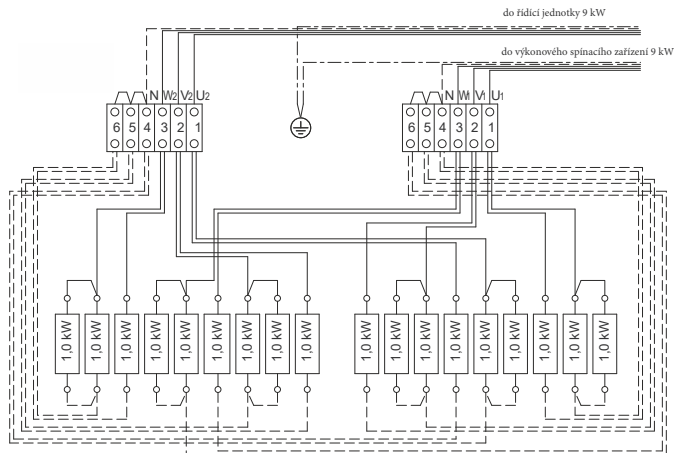 do řídící jednotky 9 kW
do výkonového spínacího zařízení 9 kW
N W2 V2 U2
N W1 V1 U1
6 5 4 3 2 1
6 5 4 3 2 1
1,0 kW 1,0 kW 1,0 kW 1,0 kW 1,0 kW 1,0 kW 1,0 kW 1,0 kW 1,0 kW
1,0 kW 1,0 kW 1,0 kW 1,0 kW 1,0 kW 1,0 kW 1,0 kW 1,0 kW 1,0 kW